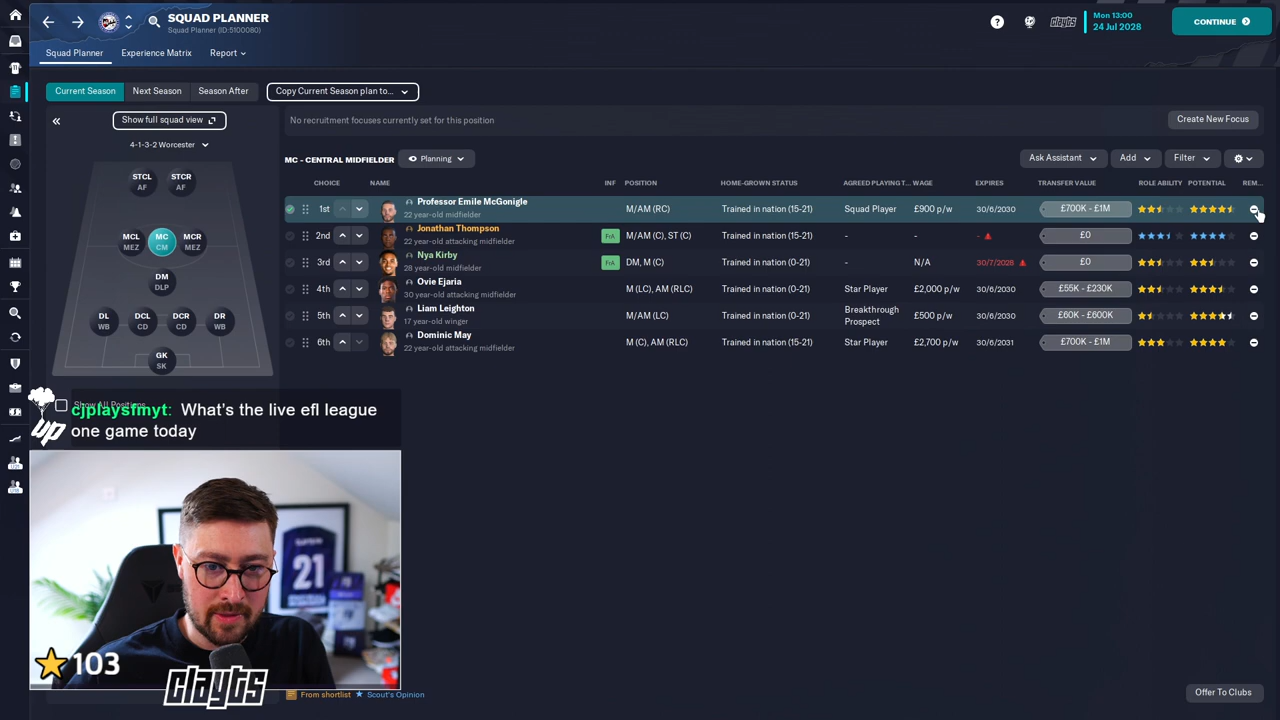 SQUAD PLANNER
Squad Planner (ID:5100080)
clayts
Mon 13:00
24 Jul 2028
CONTINUE
Squad Planner
Experience Matrix
Report
Current Season
Next Season
Season After
Copy Current Season plan to...
Show full squad view
4-1-3-2 Worcester
No recruitment focuses currently set for this position
Create New Focus
MC - CENTRAL MIDFIELDER
Planning
Ask Assistant
Add
Filter
CHOICE NAME INF POSITION HOME-GROWN STATUS AGREED PLAYING T... WAGE EXPIRES TRANSFER VALUE ROLE ABILITY POTENTIAL REM...
1st Professor Emile McGonigle M/AM (RC) Trained in nation (15-21) Squad Player £900 p/w 30/6/2030 £700K - £1M
22 year-old midfielder
2nd Jonathan Thompson FrA M/AM (C), ST (C) Trained in nation (15-21) - - - £0
22 year-old attacking midfielder
3rd Nya Kirby FrA DM, M (C) Trained in nation (0-21) - N/A 30/7/2028 £0
28 year-old midfielder
4th Ovie Ejaria M (LC), AM (RLC) Trained in nation (0-21) Star Player £2,000 p/w 30/6/2030 £55K - £230K
30 year-old attacking midfielder
5th Liam Leighton M/AM (LC) Trained in nation (0-21) Breakthrough Prospect £500 p/w 30/6/2030 £60K - £600K
17 year-old winger
6th Dominic May M (C), AM (RLC) Trained in nation (15-21) Star Player £2,700 p/w 30/6/2031 £700K - £1M
22 year-old attacking midfielder
STCL
AF
STCR
AF
MCL
MEZ
MC
CM
MCR
MEZ
DM
DLP
DL
WB
DCL
CD
DCR
CD
DR
WB
GK
SK
Show All Positions
up
cjplaysfmyt: What's the live efl league
one game today
21
103
clayts
From shortlist
Scout's Opinion
Offer To Clubs